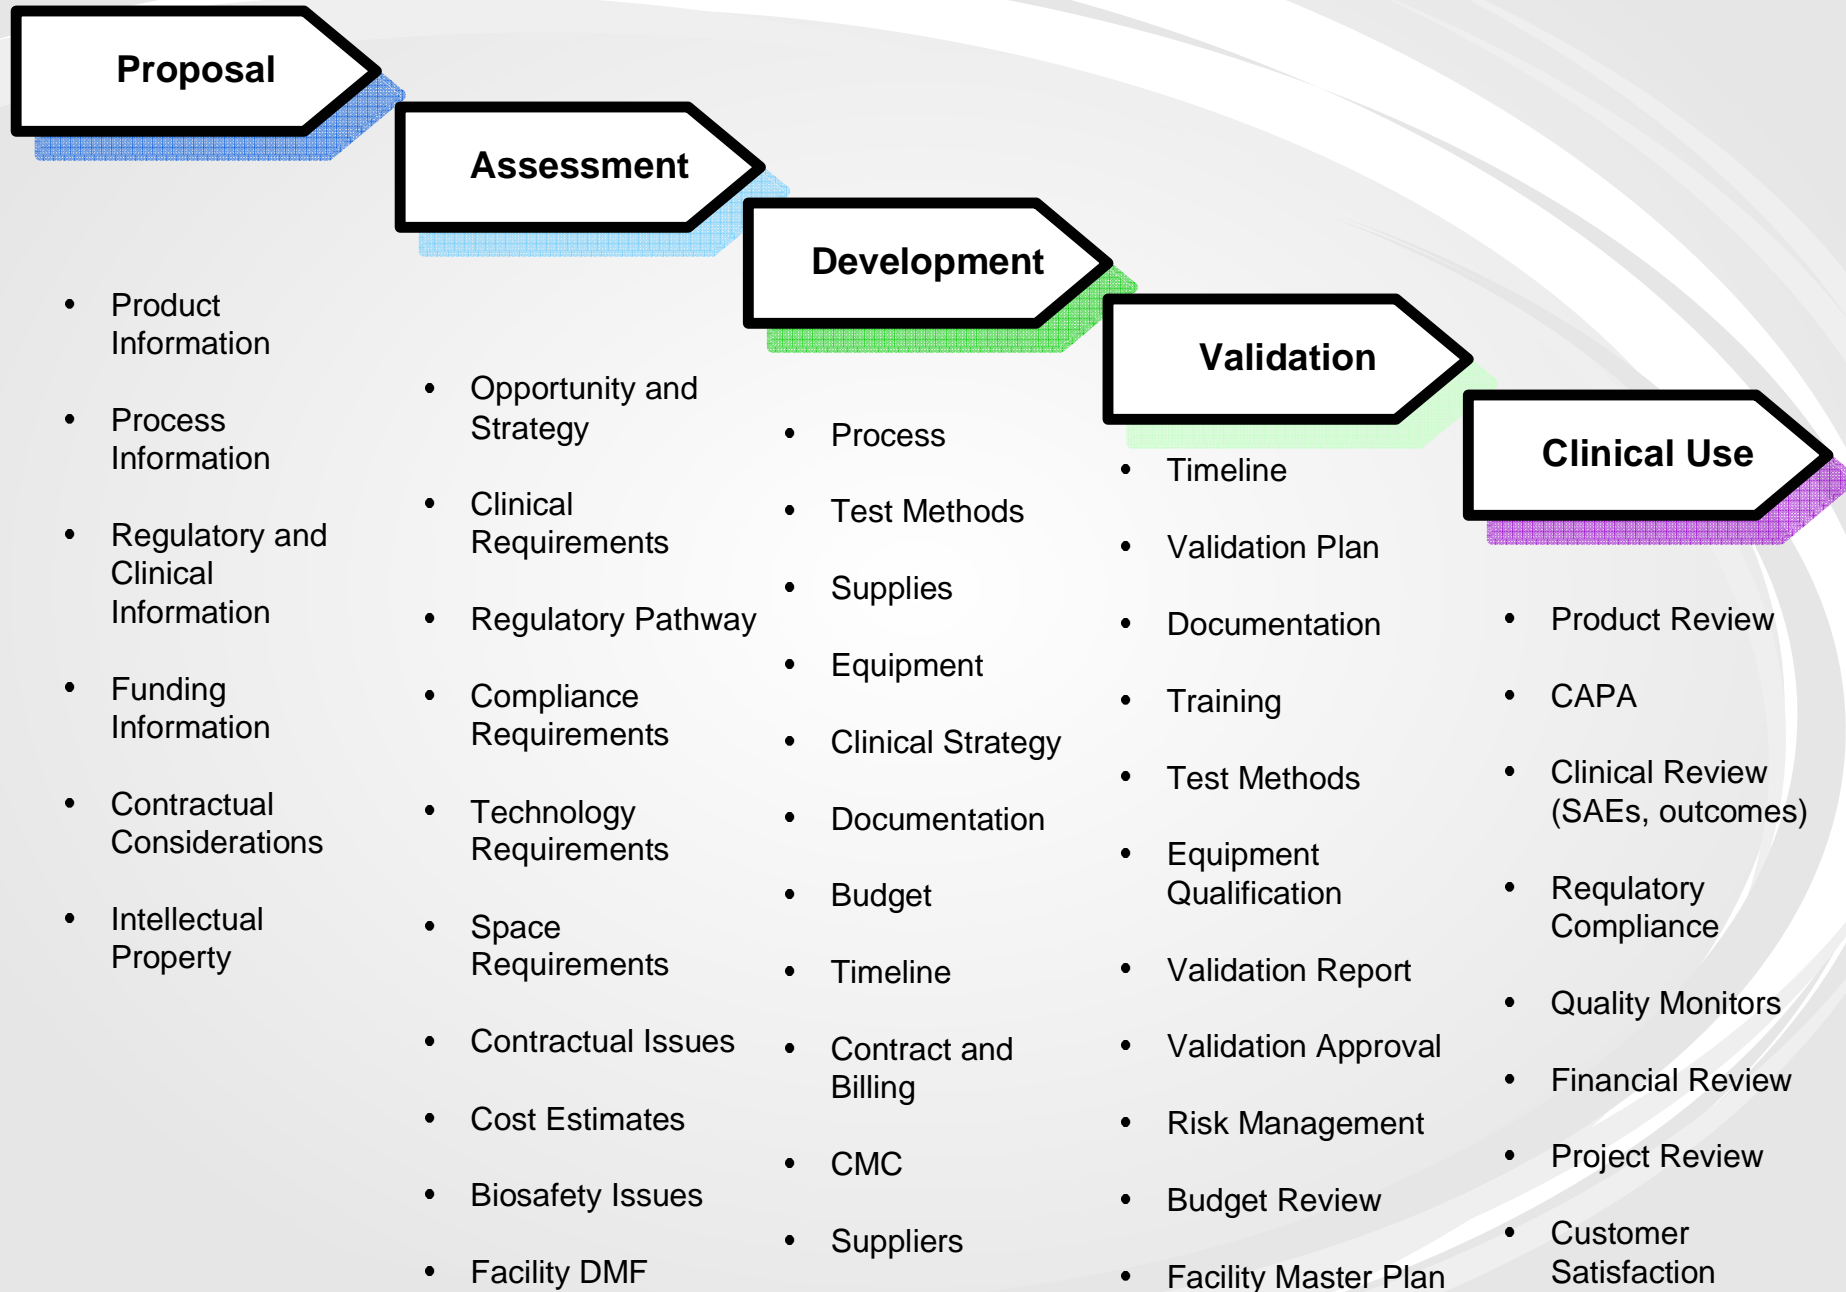 Proposal
Assessment
Development
Validation
Clinical Use
• Product
Information
• Process
Information
• Regulatory and
Clinical
Information
• Funding
Information
• Contractual
Considerations
• Intellectual
Property
• Opportunity and
Strategy
• Clinical
Requirements
• Regulatory Pathway
• Compliance
Requirements
• Technology
Requirements
• Space
Requirements
• Contractual Issues
• Cost Estimates
• Biosafety Issues
• Facility DMF
• Process
• Test Methods
• Supplies
• Equipment
• Clinical Strategy
• Documentation
• Budget
• Timeline
• Contract and
Billing
• CMC
• Suppliers
• Timeline
• Validation Plan
• Documentation
• Training
• Test Methods
• Equipment
Qualification
• Validation Report
• Validation Approval
• Risk Management
• Budget Review
• Facility Master Plan
• Product Review
• CAPA
• Clinical Review
(SAEs, outcomes)
• Requlatory
Compliance
• Quality Monitors
• Financial Review
• Project Review
• Customer
Satisfaction